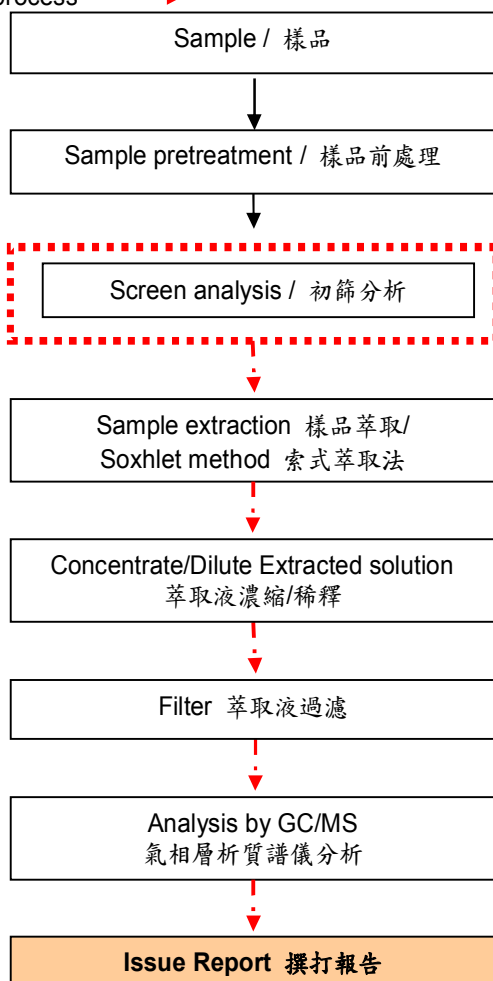 process
Sample / 樣品
Sample pretreatment / 樣品前處理
Screen analysis / 初篩分析
Sample extraction 樣品萃取/
Soxhlet method 索式萃取法
Concentrate/Dilute Extracted solution
萃取液濃縮/稀釋
Filter 萃取液過濾
Analysis by GC/MS
氣相層析質譜儀分析
Issue Report 撰打報告